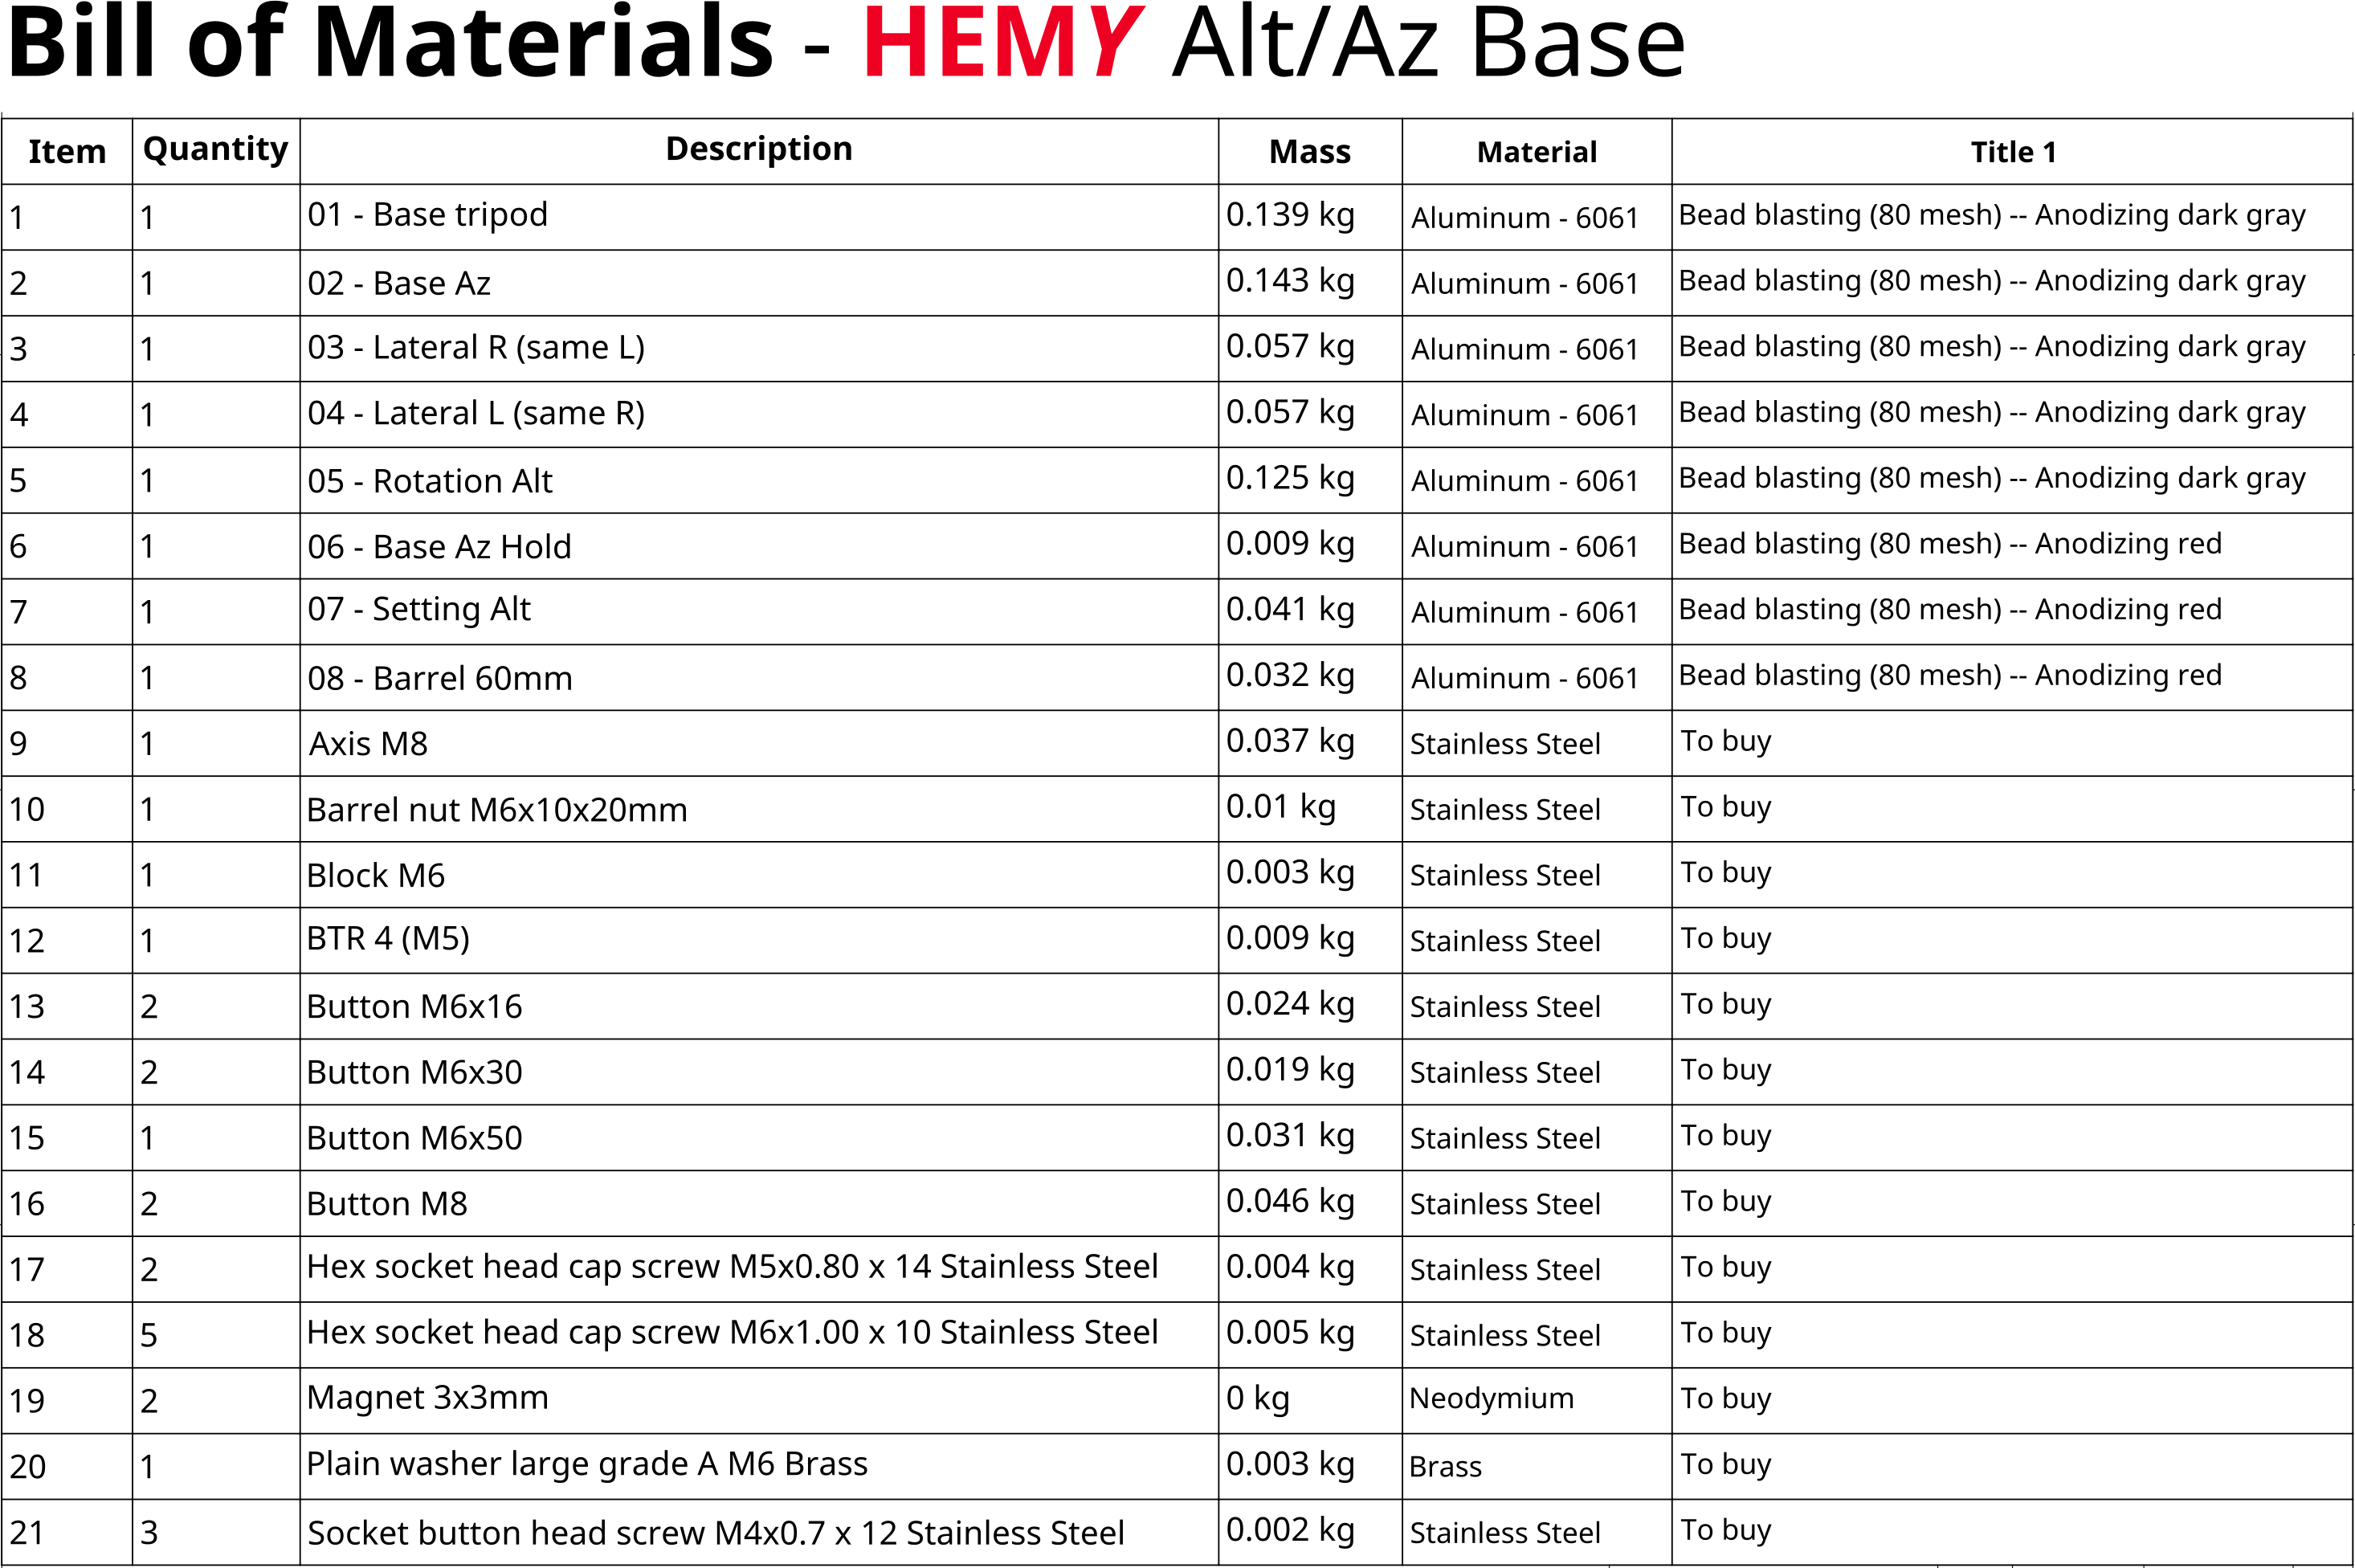 Bill of Materials - HEMY Alt/Az Base
Item Quantity Description Mass Material Title 1
1 1 01 - Base tripod 0.139 kg Aluminum - 6061 Bead blasting (80 mesh) -- Anodizing dark gray
2 1 02 - Base Az 0.143 kg Aluminum - 6061 Bead blasting (80 mesh) -- Anodizing dark gray
3 1 03 - Lateral R (same L) 0.057 kg Aluminum - 6061 Bead blasting (80 mesh) -- Anodizing dark gray
4 1 04 - Lateral L (same R) 0.057 kg Aluminum - 6061 Bead blasting (80 mesh) -- Anodizing dark gray
5 1 05 - Rotation Alt 0.125 kg Aluminum - 6061 Bead blasting (80 mesh) -- Anodizing dark gray
6 1 06 - Base Az Hold 0.009 kg Aluminum - 6061 Bead blasting (80 mesh) -- Anodizing red
7 1 07 - Setting Alt 0.041 kg Aluminum - 6061 Bead blasting (80 mesh) -- Anodizing red
8 1 08 - Barrel 60mm 0.032 kg Aluminum - 6061 Bead blasting (80 mesh) -- Anodizing red
9 1 Axis M8 0.037 kg Stainless Steel To buy
10 1 Barrel nut M6x10x20mm 0.01 kg Stainless Steel To buy
11 1 Block M6 0.003 kg Stainless Steel To buy
12 1 BTR 4 (M5) 0.009 kg Stainless Steel To buy
13 2 Button M6x16 0.024 kg Stainless Steel To buy
14 2 Button M6x30 0.019 kg Stainless Steel To buy
15 1 Button M6x50 0.031 kg Stainless Steel To buy
16 2 Button M8 0.046 kg Stainless Steel To buy
17 2 Hex socket head cap screw M5x0.80 x 14 Stainless Steel 0.004 kg Stainless Steel To buy
18 5 Hex socket head cap screw M6x1.00 x 10 Stainless Steel 0.005 kg Stainless Steel To buy
19 2 Magnet 3x3mm 0 kg Neodymium To buy
20 1 Plain washer large grade A M6 Brass 0.003 kg Brass To buy
21 3 Socket button head screw M4x0.7 x 12 Stainless Steel 0.002 kg Stainless Steel To buy